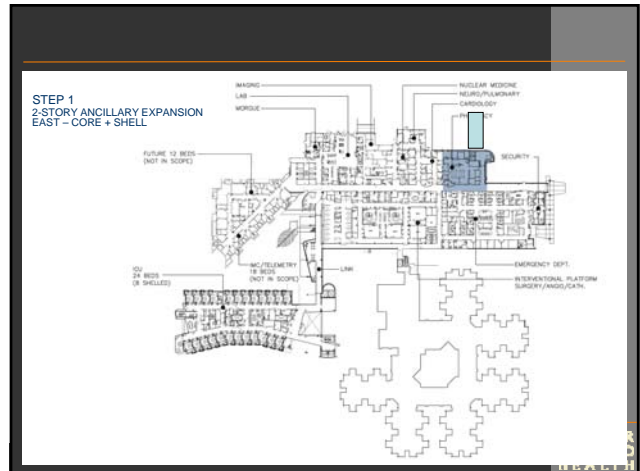 STEP 1
2-STORY ANCILLARY EXPANSION
EAST – CORE + SHELL
IMAGING
LAB
MORGUE
NUCLEAR MEDICINE
NEURO/PULMONARY
CARDIOLOGY
SECURITY
FUTURE 12 BEDS
(NOT IN SCOPE)
IMC/TELEMETRY
18 BEDS
(NOT IN SCOPE)
LINK
EMERGENCY DEPT.
INTERVENTIONAL PLATFORM
SURGERY/ANGIO/CATH.
ICU
24 BEDS
(8 SHELLED)
HEALTH